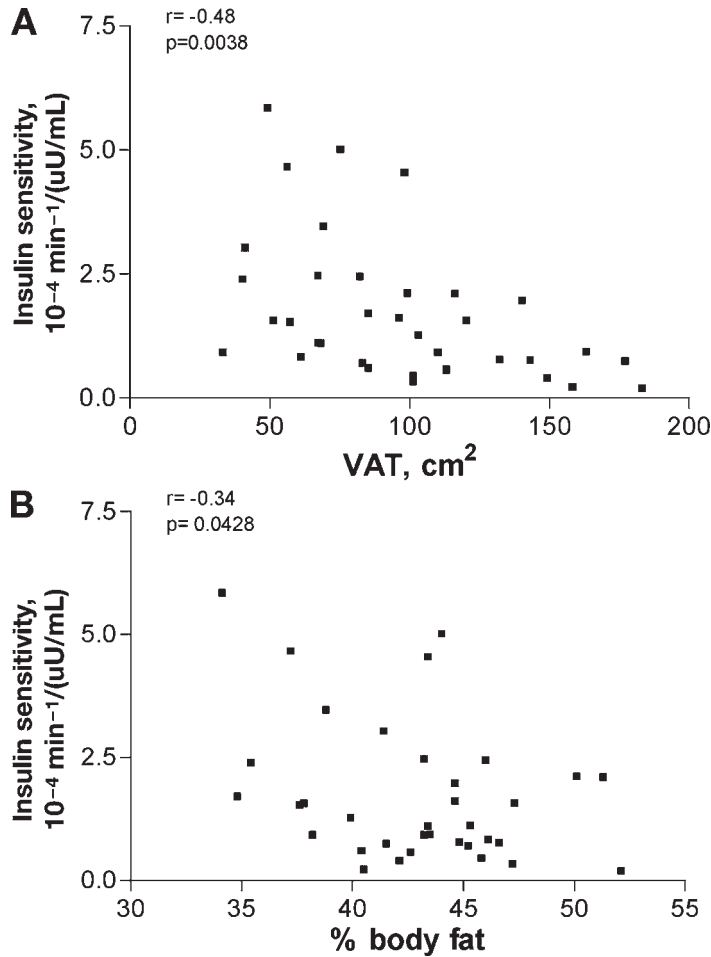 A
r= -0.48
p=0.0038
Insulin sensitivity,
10⁻⁴ min⁻¹/(uU/mL)
7.5
5.0
2.5
0.0
0 50 100 150 200
VAT, cm²
B
r= -0.34
p= 0.0428
Insulin sensitivity,
10⁻⁴ min⁻¹/(uU/mL)
7.5
5.0
2.5
0.0
30 35 40 45 50 55
% body fat